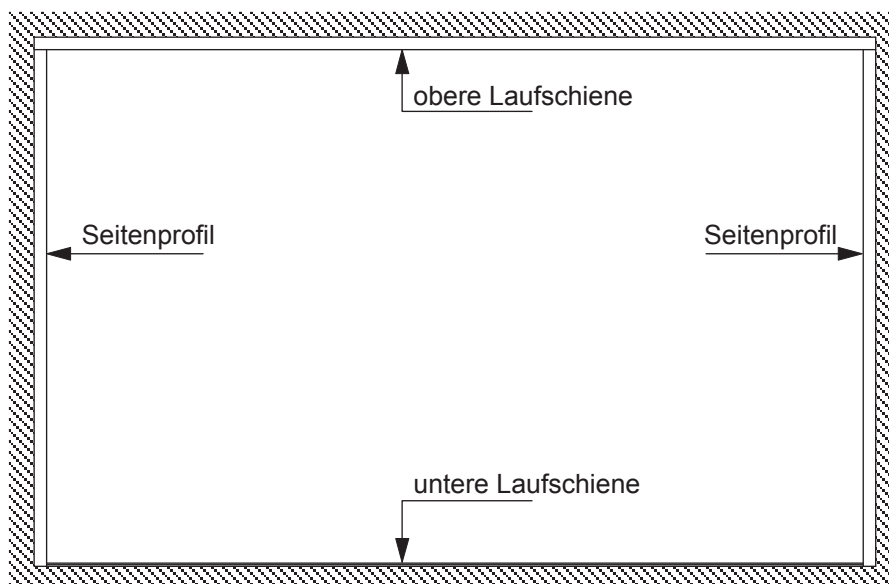 obere Laufschiene
Seitenprofil
Seitenprofil
untere Laufschiene